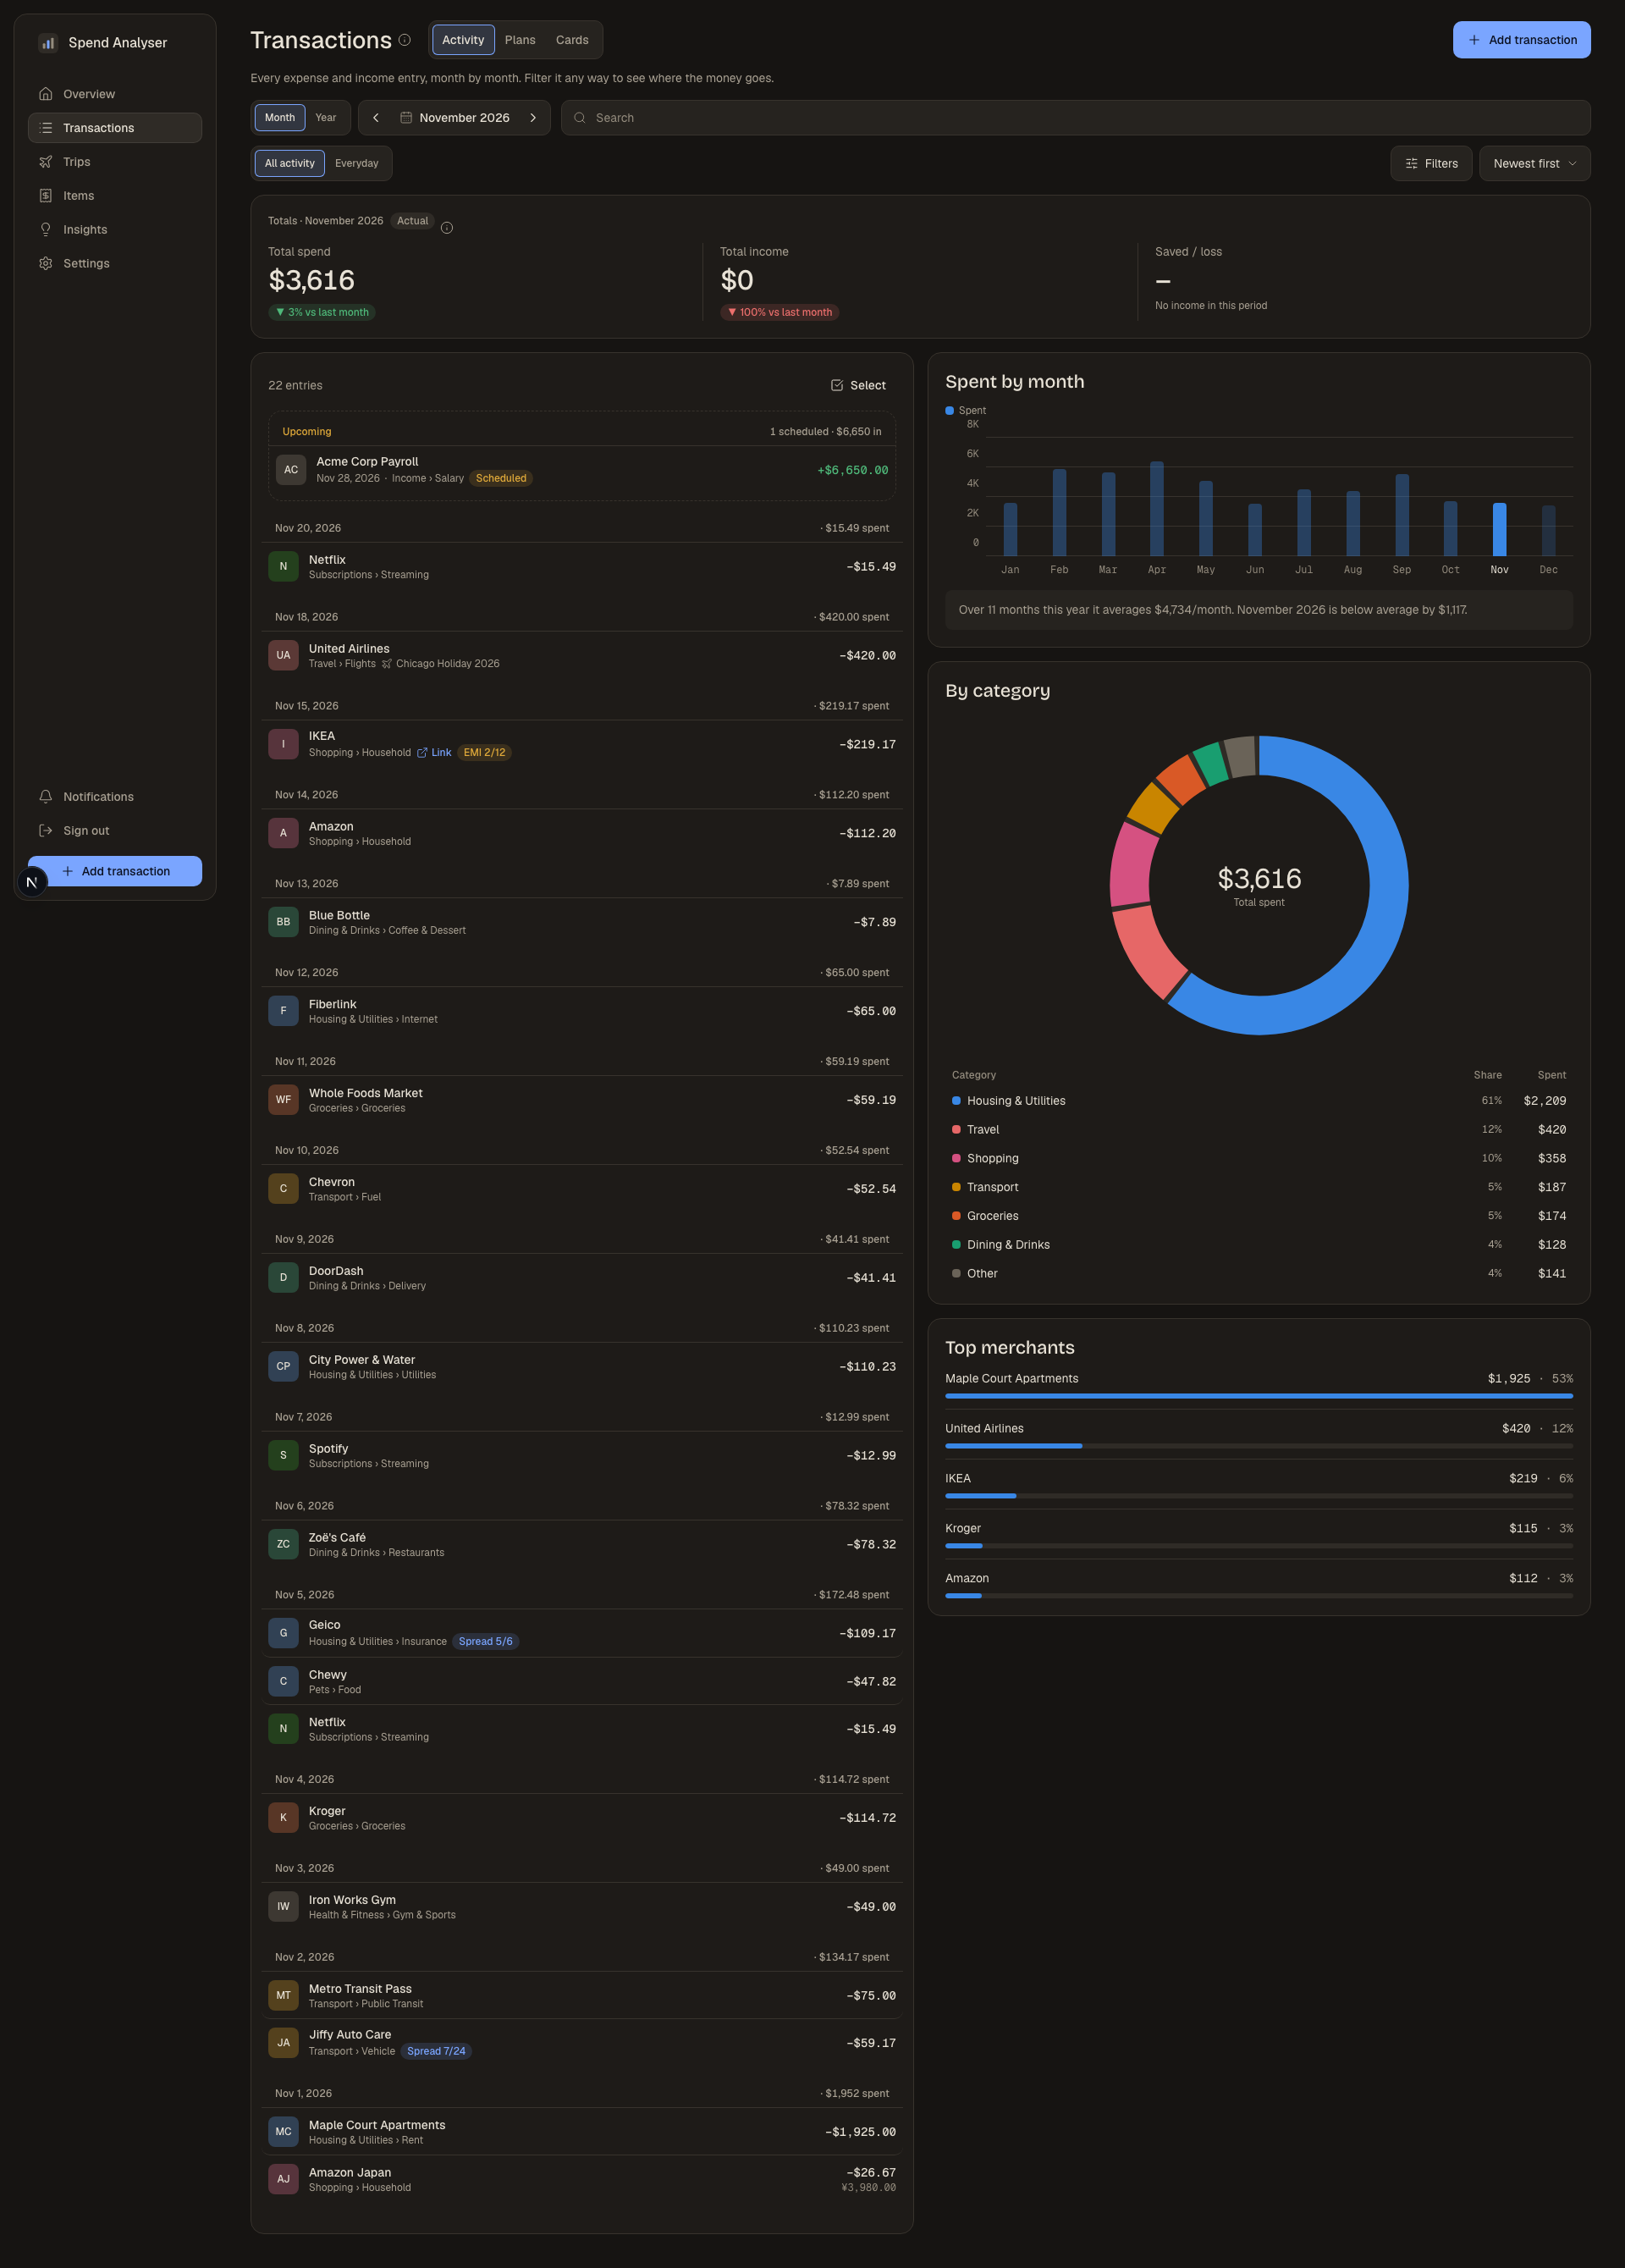 Spend Analyser
Overview
Transactions
Trips
Items
Insights
Settings
Notifications
Sign out
Add transaction
N
Transactions
Activity Plans Cards
Add transaction
Every expense and income entry, month by month. Filter it any way to see where the money goes.
Month Year
November 2026
Search
All activity Everyday
Filters
Newest first
Totals · November 2026 Actual
Total spend
$3,616
▼ 3% vs last month
Total income
$0
▼ 100% vs last month
Saved / loss
–
No income in this period
22 entries
Select
Upcoming 1 scheduled · $6,650 in
AC Acme Corp Payroll +$6,650.00
Nov 28, 2026 · Income › Salary Scheduled
Nov 20, 2026 · $15.49 spent
N Netflix −$15.49
Subscriptions › Streaming
Nov 18, 2026 · $420.00 spent
UA United Airlines −$420.00
Travel › Flights Chicago Holiday 2026
Nov 15, 2026 · $219.17 spent
I IKEA −$219.17
Shopping › Household Link EMI 2/12
Nov 14, 2026 · $112.20 spent
A Amazon −$112.20
Shopping › Household
Nov 13, 2026 · $7.89 spent
BB Blue Bottle −$7.89
Dining & Drinks › Coffee & Dessert
Nov 12, 2026 · $65.00 spent
F Fiberlink −$65.00
Housing & Utilities › Internet
Nov 11, 2026 · $59.19 spent
WF Whole Foods Market −$59.19
Groceries › Groceries
Nov 10, 2026 · $52.54 spent
C Chevron −$52.54
Transport › Fuel
Nov 9, 2026 · $41.41 spent
D DoorDash −$41.41
Dining & Drinks › Delivery
Nov 8, 2026 · $110.23 spent
CP City Power & Water −$110.23
Housing & Utilities › Utilities
Nov 7, 2026 · $12.99 spent
S Spotify −$12.99
Subscriptions › Streaming
Nov 6, 2026 · $78.32 spent
ZC Zoë's Café −$78.32
Dining & Drinks › Restaurants
Nov 5, 2026 · $172.48 spent
G Geico −$109.17
Housing & Utilities › Insurance Spread 5/6
C Chewy −$47.82
Pets › Food
N Netflix −$15.49
Subscriptions › Streaming
Nov 4, 2026 · $114.72 spent
K Kroger −$114.72
Groceries › Groceries
Nov 3, 2026 · $49.00 spent
IW Iron Works Gym −$49.00
Health & Fitness › Gym & Sports
Nov 2, 2026 · $134.17 spent
MT Metro Transit Pass −$75.00
Transport › Public Transit
JA Jiffy Auto Care −$59.17
Transport › Vehicle Spread 7/24
Nov 1, 2026 · $1,952 spent
MC Maple Court Apartments −$1,925.00
Housing & Utilities › Rent
AJ Amazon Japan −$26.67
Shopping › Household ¥3,980.00
Spent by month
Spent
8K
6K
4K
2K
0
Jan Feb Mar Apr May Jun Jul Aug Sep Oct Nov Dec
Over 11 months this year it averages $4,734/month. November 2026 is below average by $1,117.
By category
$3,616
Total spent
Category Share Spent
Housing & Utilities 61% $2,209
Travel 12% $420
Shopping 10% $358
Transport 5% $187
Groceries 5% $174
Dining & Drinks 4% $128
Other 4% $141
Top merchants
Maple Court Apartments $1,925 · 53%
United Airlines $420 · 12%
IKEA $219 · 6%
Kroger $115 · 3%
Amazon $112 · 3%